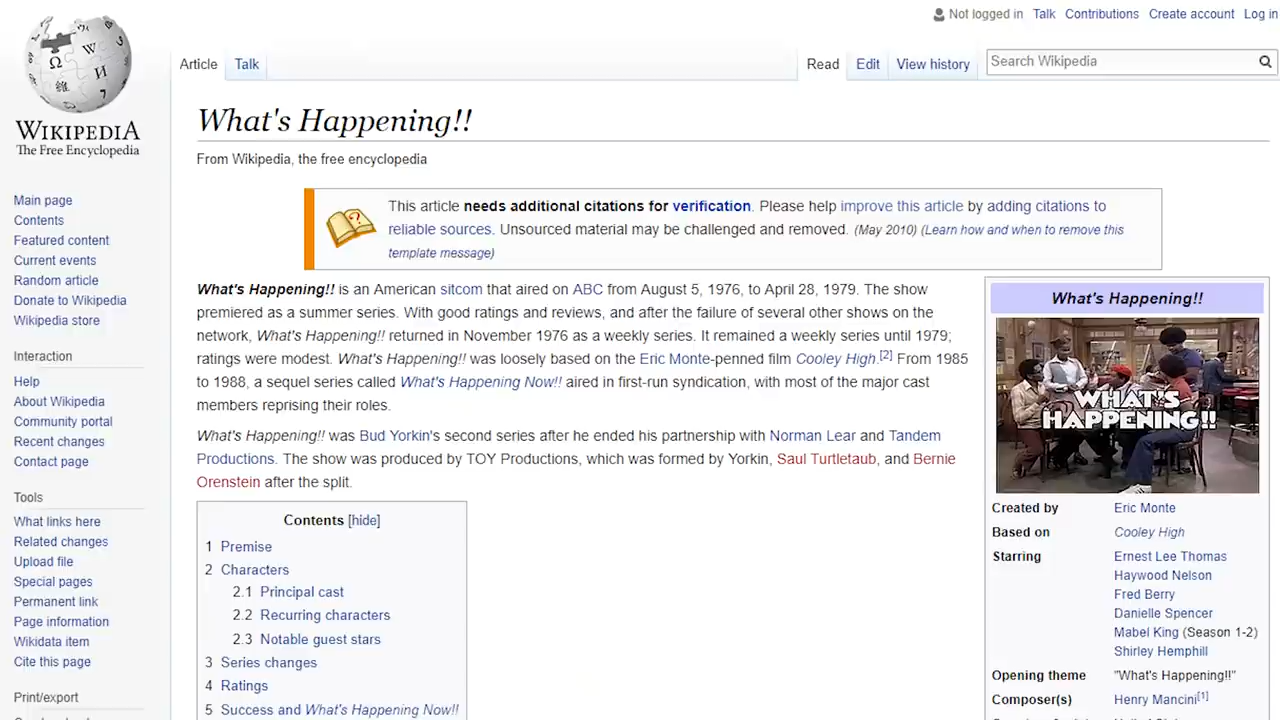 Not logged in Talk Contributions Create account Log in
Article Talk Read Edit View history Search Wikipedia
WIKIPEDIA
The Free Encyclopedia
Main page
Contents
Featured content
Current events
Random article
Donate to Wikipedia
Wikipedia store
Interaction
Help
About Wikipedia
Community portal
Recent changes
Contact page
Tools
What links here
Related changes
Upload file
Special pages
Permanent link
Page information
Wikidata item
Cite this page
Print/export
What's Happening!!
From Wikipedia, the free encyclopedia
This article needs additional citations for verification. Please help improve this article by adding citations to
reliable sources. Unsourced material may be challenged and removed. (May 2010) (Learn how and when to remove this
template message)
What's Happening!! is an American sitcom that aired on ABC from August 5, 1976, to April 28, 1979. The show
premiered as a summer series. With good ratings and reviews, and after the failure of several other shows on the
network, What's Happening!! returned in November 1976 as a weekly series. It remained a weekly series until 1979;
ratings were modest. What's Happening!! was loosely based on the Eric Monte-penned film Cooley High.[2] From 1985
to 1988, a sequel series called What's Happening Now!! aired in first-run syndication, with most of the major cast
members reprising their roles.
What's Happening!! was Bud Yorkin's second series after he ended his partnership with Norman Lear and Tandem
Productions. The show was produced by TOY Productions, which was formed by Yorkin, Saul Turtletaub, and Bernie
Orenstein after the split.
Contents [hide]
1 Premise
2 Characters
2.1 Principal cast
2.2 Recurring characters
2.3 Notable guest stars
3 Series changes
4 Ratings
5 Success and What's Happening Now!!
What's Happening!!
WHAT'S
HAPPENING!!
Created by Eric Monte
Based on Cooley High
Starring Ernest Lee Thomas
Haywood Nelson
Fred Berry
Danielle Spencer
Mabel King (Season 1-2)
Shirley Hemphill
Opening theme "What's Happening!!"
Composer(s) Henry Mancini[1]